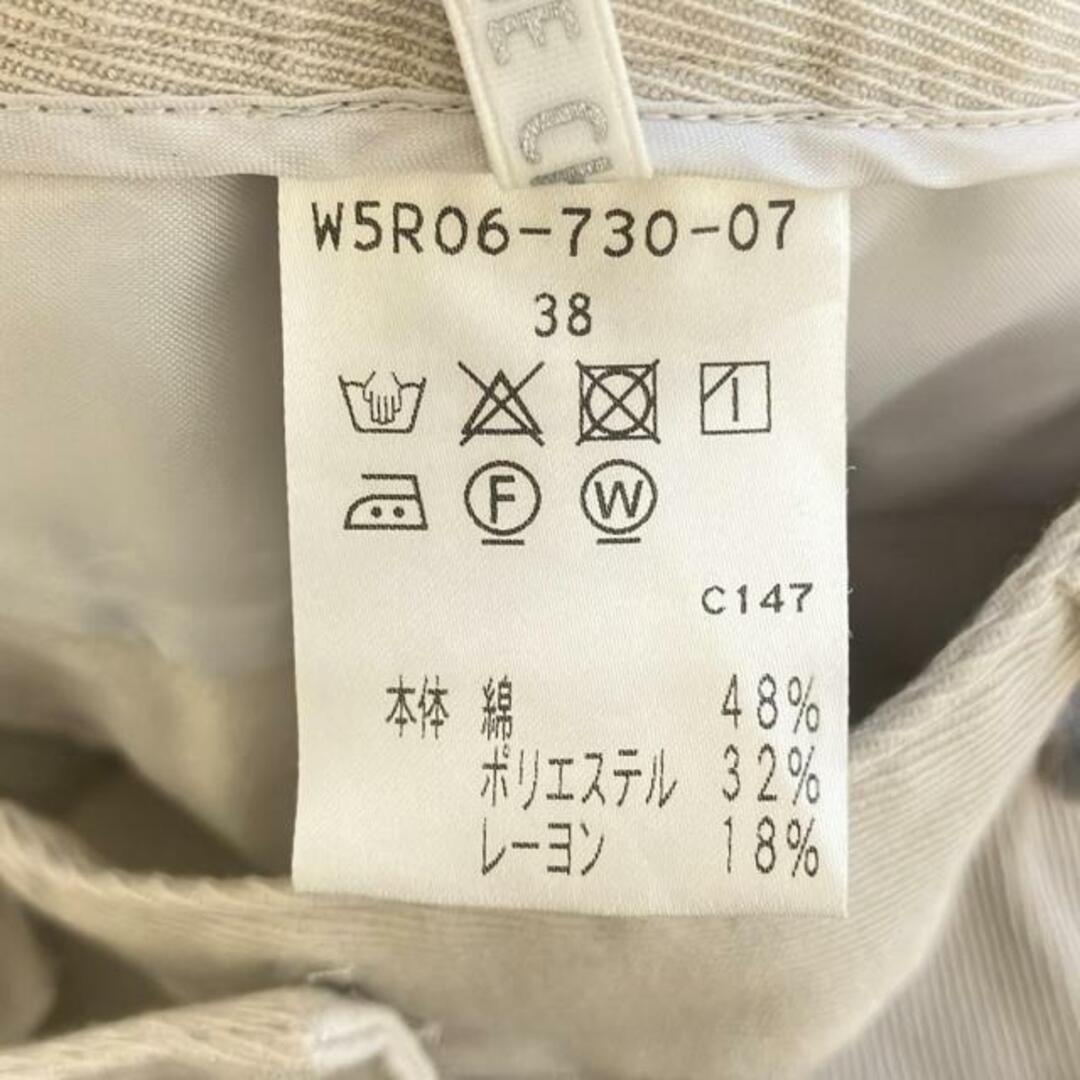 W5R06-730-07
38
F W
C147
本体 綿 48%
ポリエステル 32%
レーヨン 18%